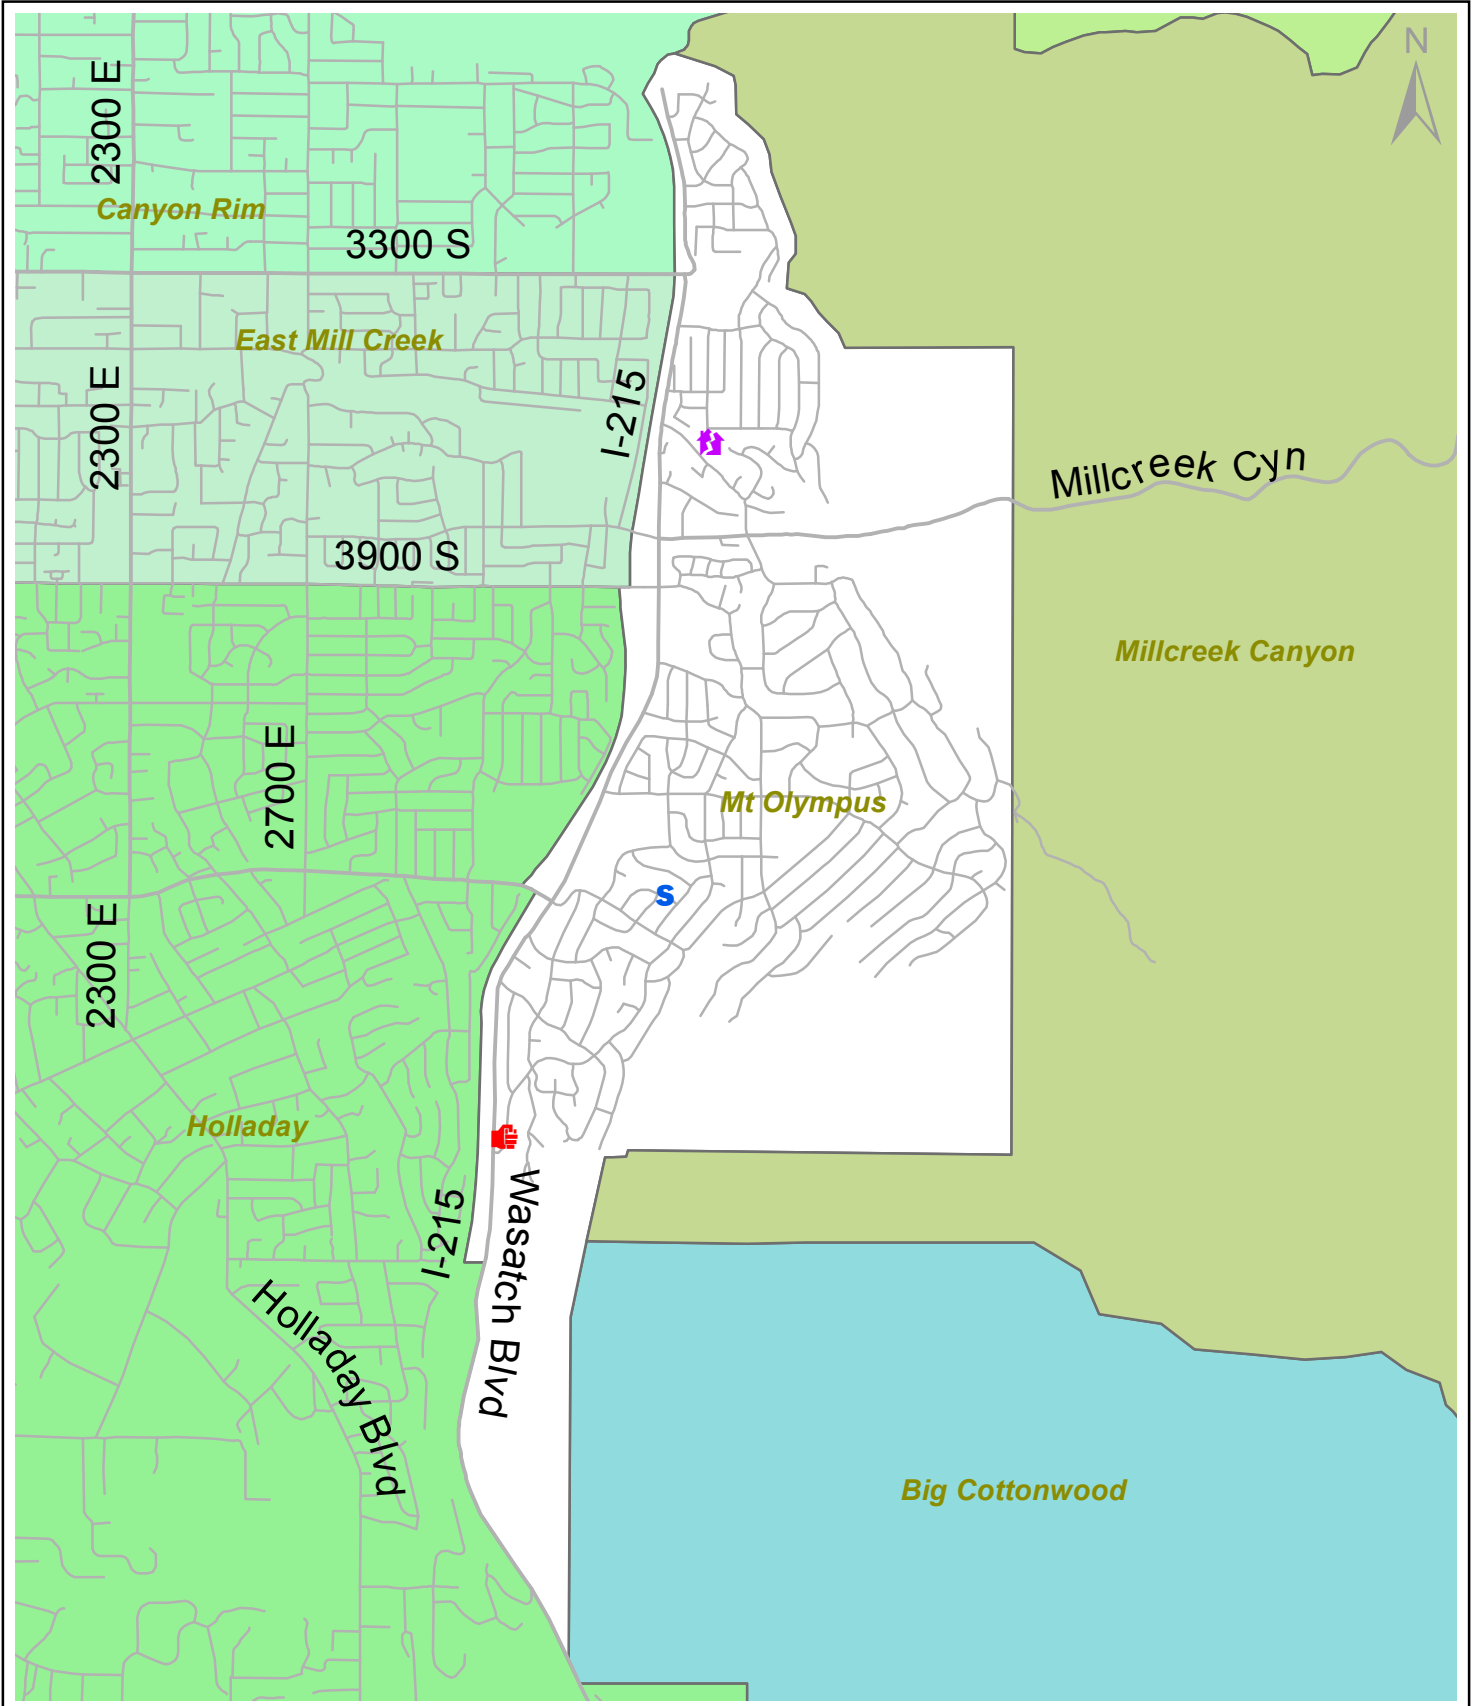 N
2300 E
Canyon Rim
3300 S
East Mill Creek
2300 E
I-215
Millcreek Cyn
3900 S
Millcreek Canyon
2700 E
Mt Olympus
S
2300 E
Holladay
I-215
Wasatch Blvd
Holladay Blvd
Big Cottonwood